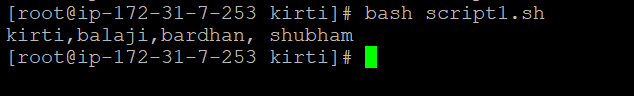 [root@ip-172-31-7-253 kirti]# bash script1.sh
kirti,balaji,bardhan, shubham
[root@ip-172-31-7-253 kirti]#